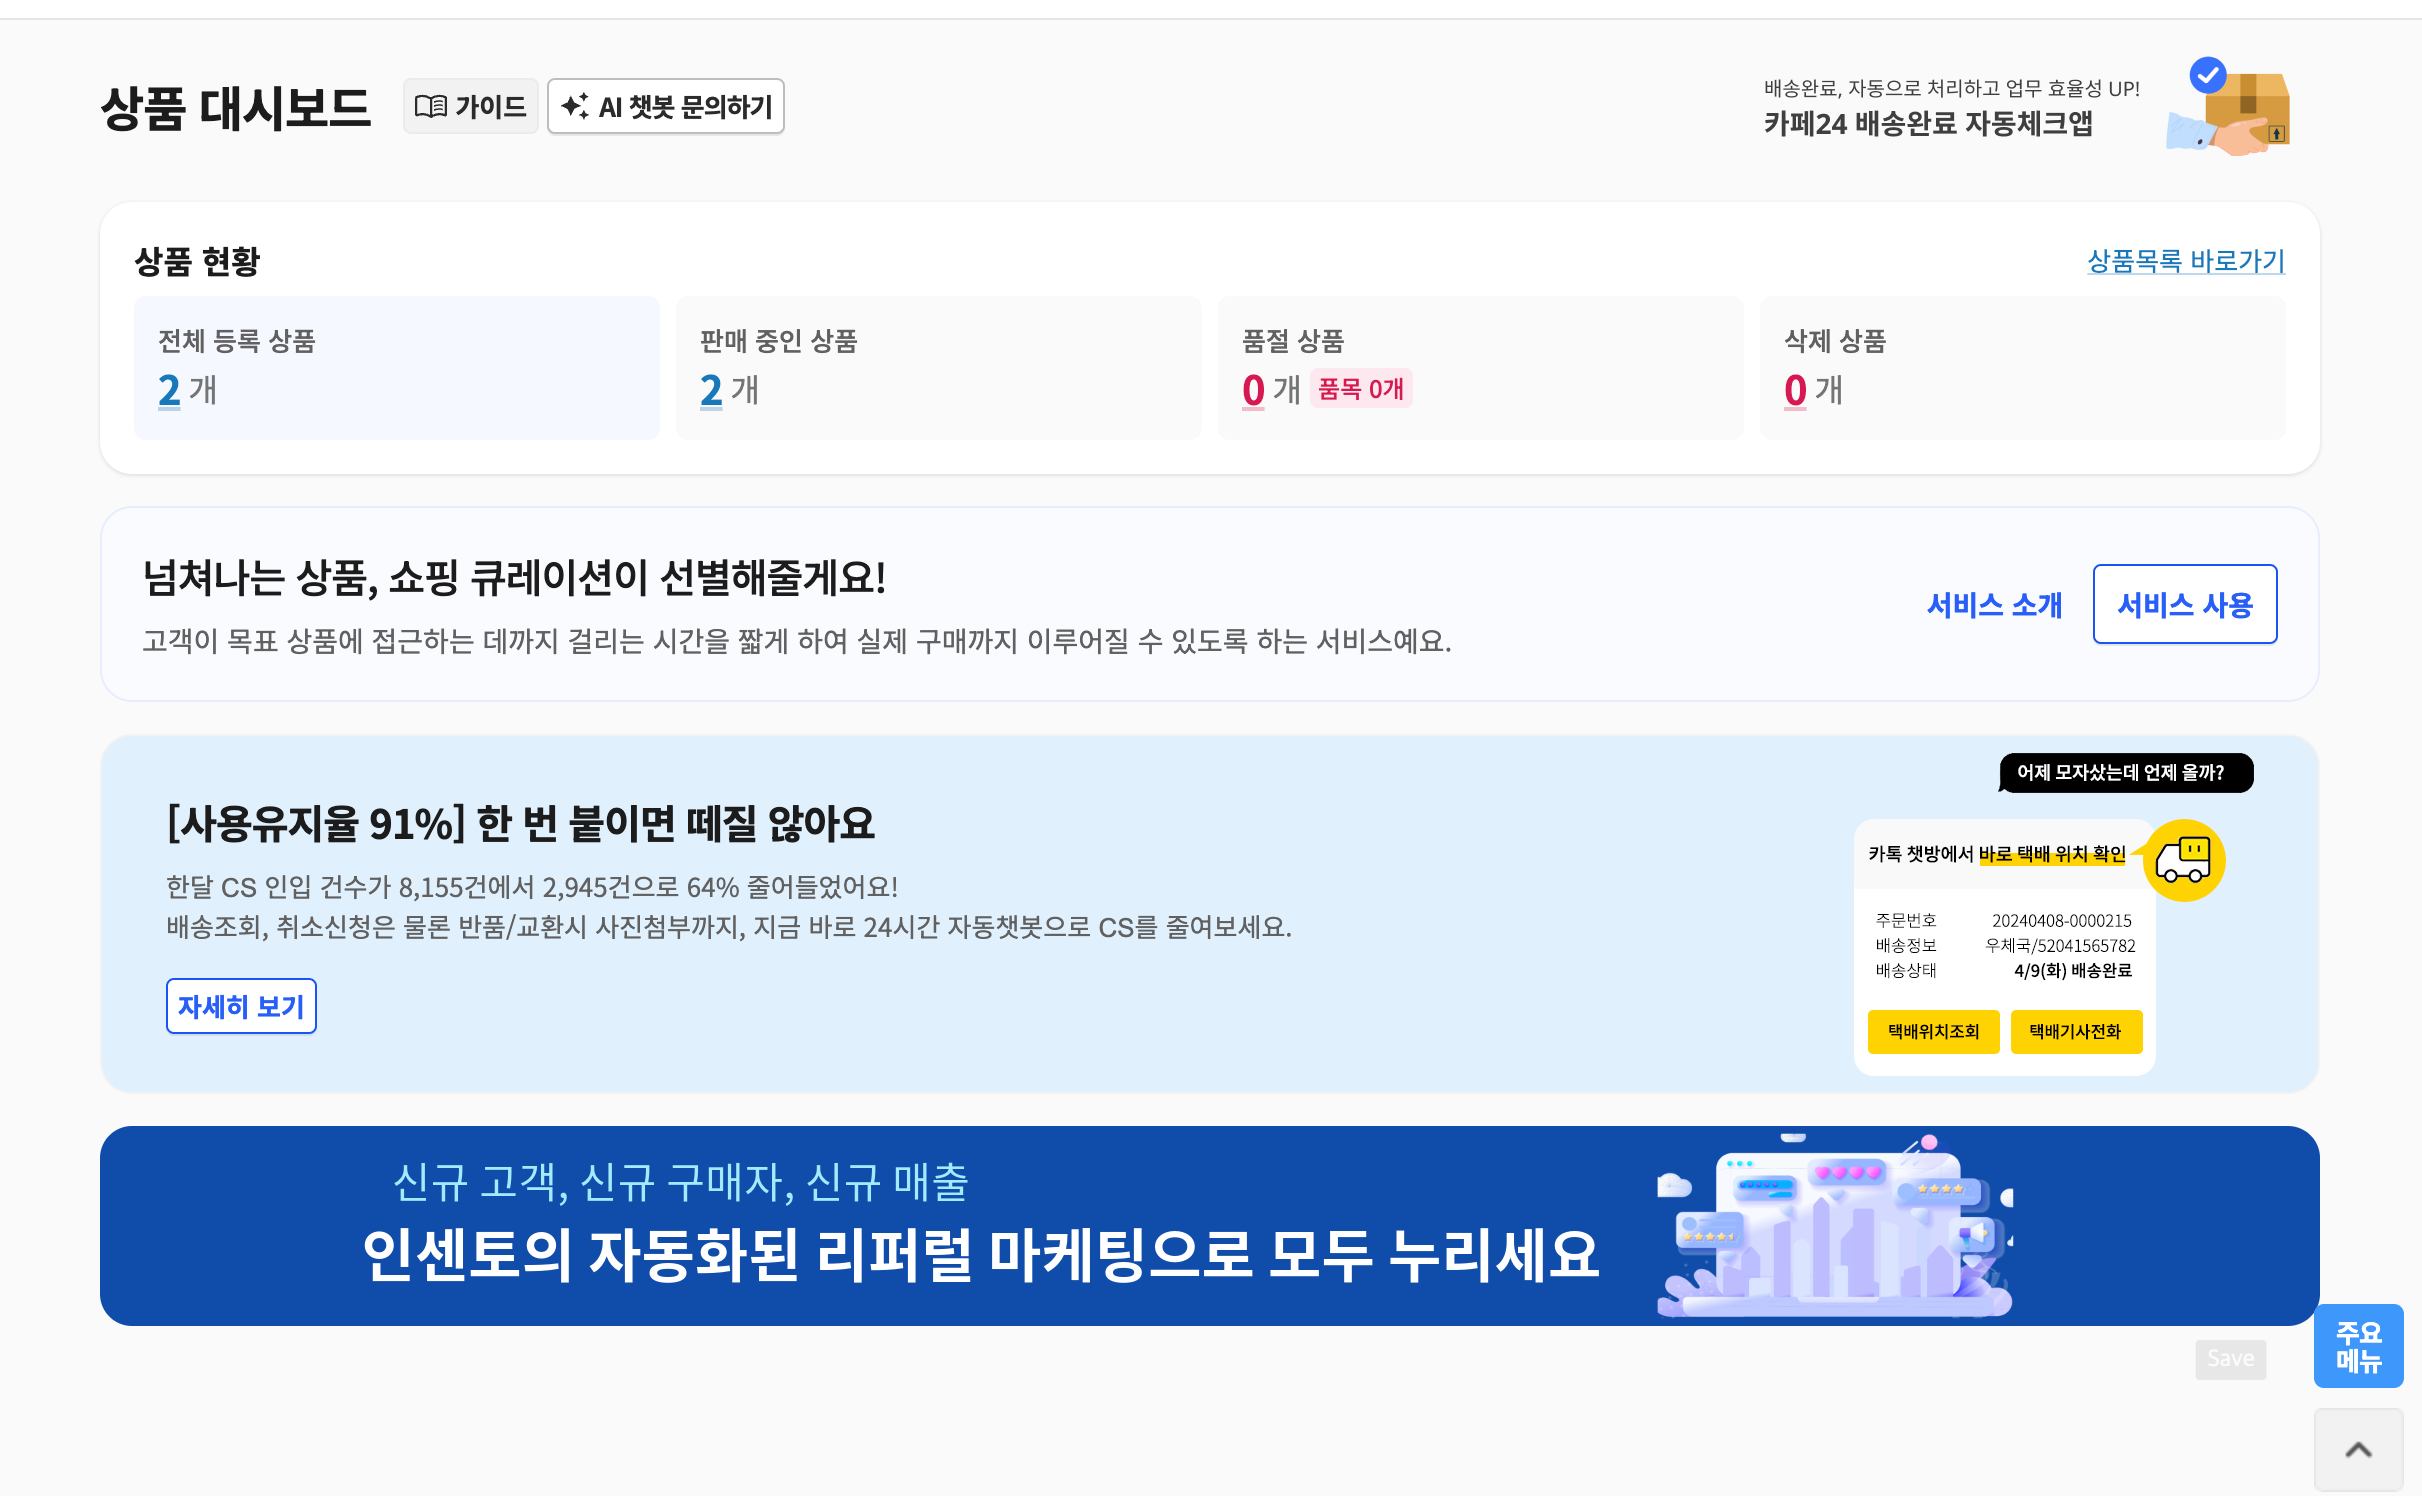 상품 대시보드
가이드
AI 챗봇 문의하기
배송완료, 자동으로 처리하고 업무 효율성 UP!
카페24 배송완료 자동체크앱
상품 현황
상품목록 바로가기
전체 등록 상품
2 개
판매 중인 상품
2 개
품절 상품
0 개 품목 0개
삭제 상품
0 개
넘쳐나는 상품, 쇼핑 큐레이션이 선별해줄게요!
고객이 목표 상품에 접근하는 데까지 걸리는 시간을 짧게 하여 실제 구매까지 이루어질 수 있도록 하는 서비스예요.
서비스 소개
서비스 사용
[사용유지율 91%] 한 번 붙이면 떼질 않아요
한달 CS 인입 건수가 8,155건에서 2,945건으로 64% 줄어들었어요!
배송조회, 취소신청은 물론 반품/교환시 사진첨부까지, 지금 바로 24시간 자동챗봇으로 CS를 줄여보세요.
자세히 보기
어제 모자샀는데 언제 올까?
카톡 챗방에서 바로 택배 위치 확인
주문번호 20240408-0000215
배송정보 우체국/52041565782
배송상태 4/9(화) 배송완료
택배위치조회
택배기사전화
신규 고객, 신규 구매자, 신규 매출
인센토의 자동화된 리퍼럴 마케팅으로 모두 누리세요
Save
주요
메뉴